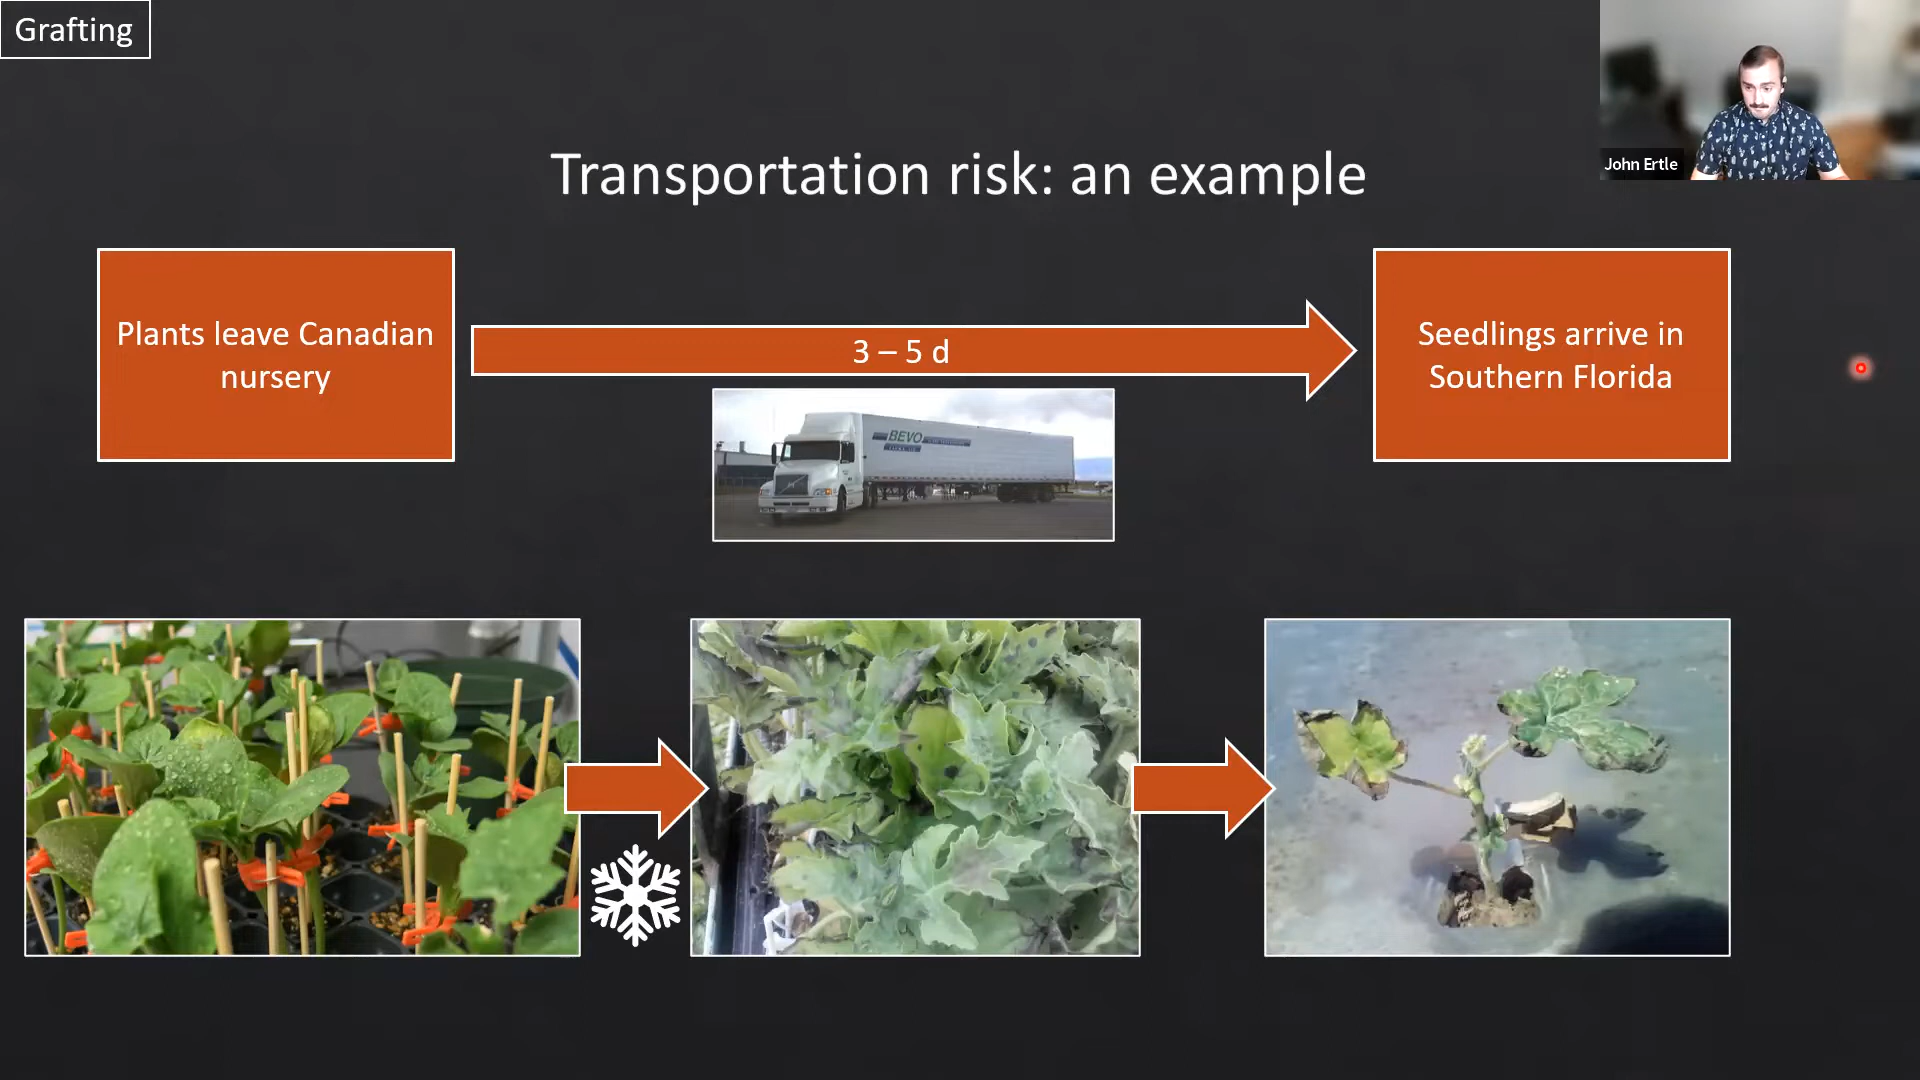 Grafting
John Ertle
Transportation risk: an example
Plants leave Canadian
nursery
3 – 5 d
Seedlings arrive in
Southern Florida
BEVO